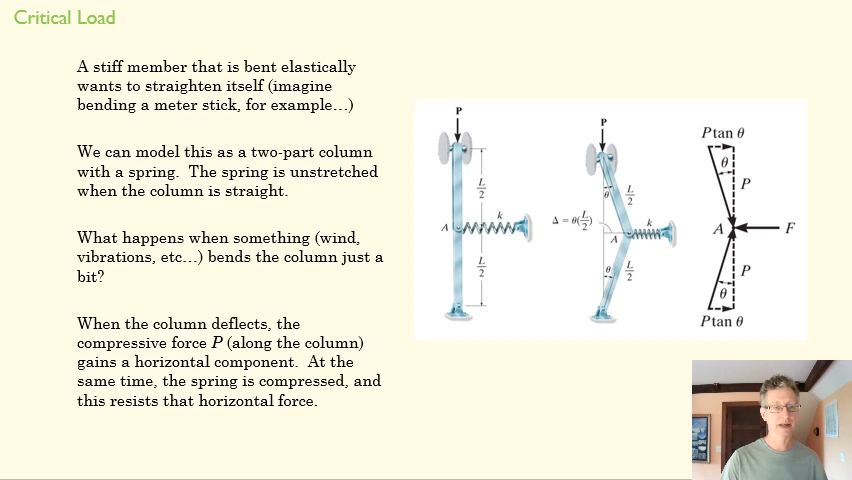 Critical Load
A stiff member that is bent elastically
wants to straighten itself (imagine
bending a meter stick, for example…)
We can model this as a two-part column
with a spring. The spring is unstretched
when the column is straight.
What happens when something (wind,
vibrations, etc…) bends the column just a
bit?
When the column deflects, the
compressive force P (along the column)
gains a horizontal component. At the
same time, the spring is compressed, and
this resists that horizontal force.
P
L/2
k
A
L/2
P
θ
L/2
Δ = θ(L/2)
k
A
θ
L/2
P tan θ
θ
P
A
F
P
θ
P tan θ